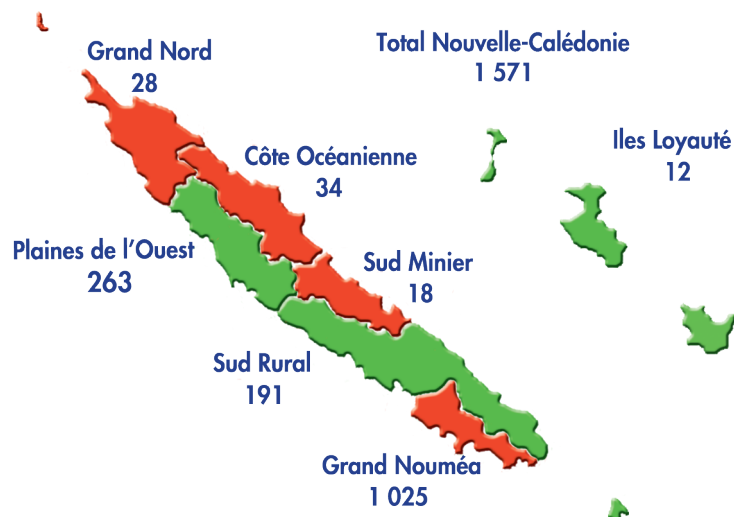 Grand Nord
28
Total Nouvelle-Calédonie
1 571
Côte Océanienne
34
Iles Loyauté
12
Plaines de l'Ouest
263
Sud Minier
18
Sud Rural
191
Grand Nouméa
1 025